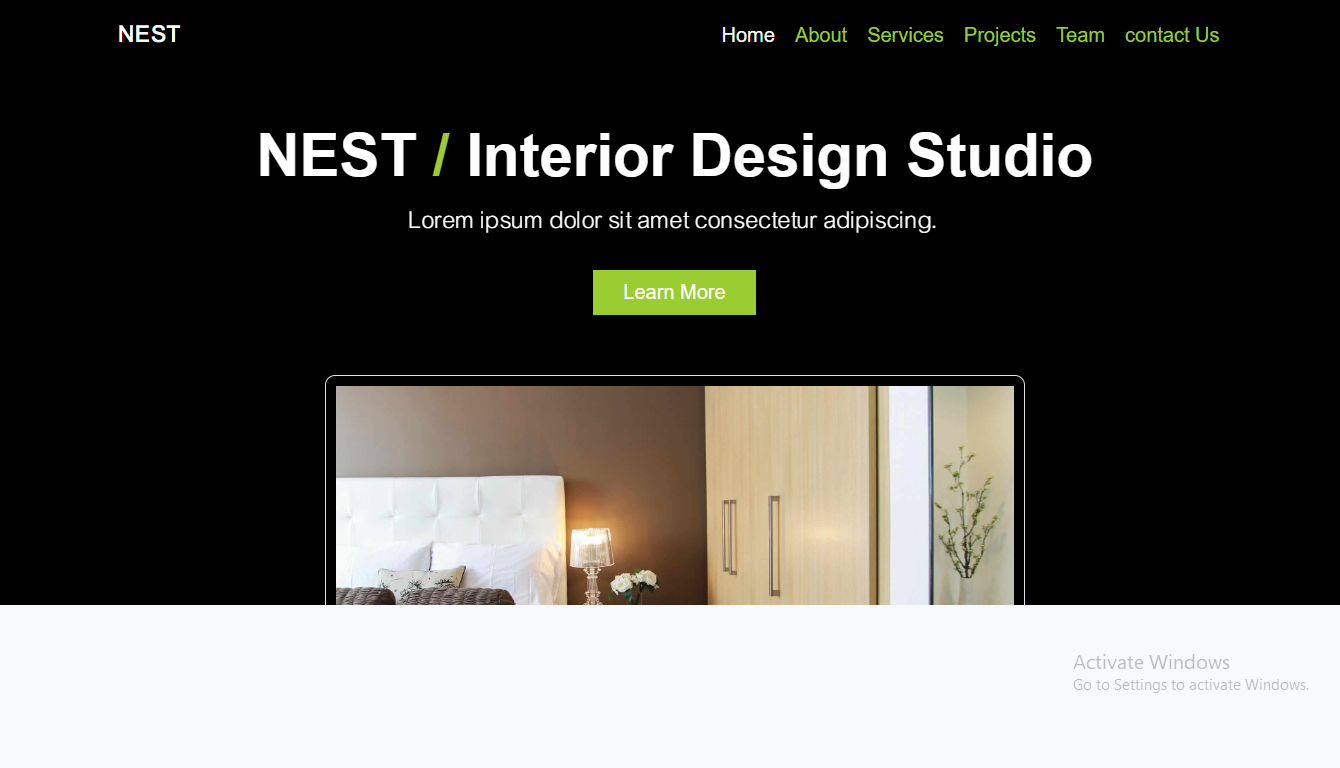 NEST
Home About Services Projects Team contact Us
NEST / Interior Design Studio
Lorem ipsum dolor sit amet consectetur adipiscing.
Learn More
Activate Windows
Go to Settings to activate Windows.